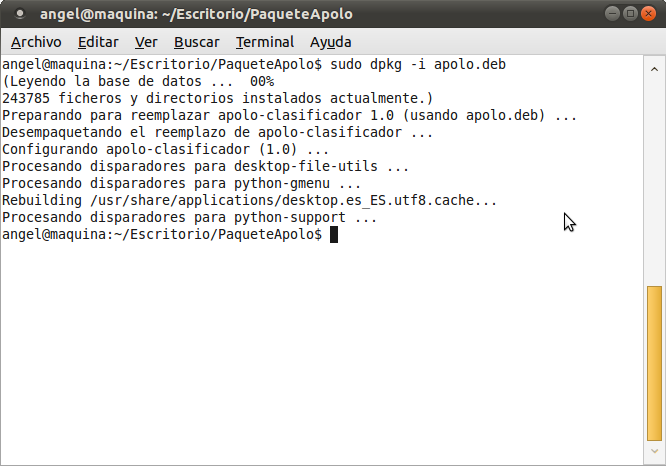 angel@maquina: ~/Escritorio/PaqueteApolo
Archivo Editar Ver Buscar Terminal Ayuda
angel@maquina:~/Escritorio/PaqueteApolo$ sudo dpkg -i apolo.deb
(Leyendo la base de datos ...  00%
243785 ficheros y directorios instalados actualmente.)
Preparando para reemplazar apolo-clasificador 1.0 (usando apolo.deb) ...
Desempaquetando el reemplazo de apolo-clasificador ...
Configurando apolo-clasificador (1.0) ...
Procesando disparadores para desktop-file-utils ...
Procesando disparadores para python-gmenu ...
Rebuilding /usr/share/applications/desktop.es_ES.utf8.cache...
Procesando disparadores para python-support ...
angel@maquina:~/Escritorio/PaqueteApolo$